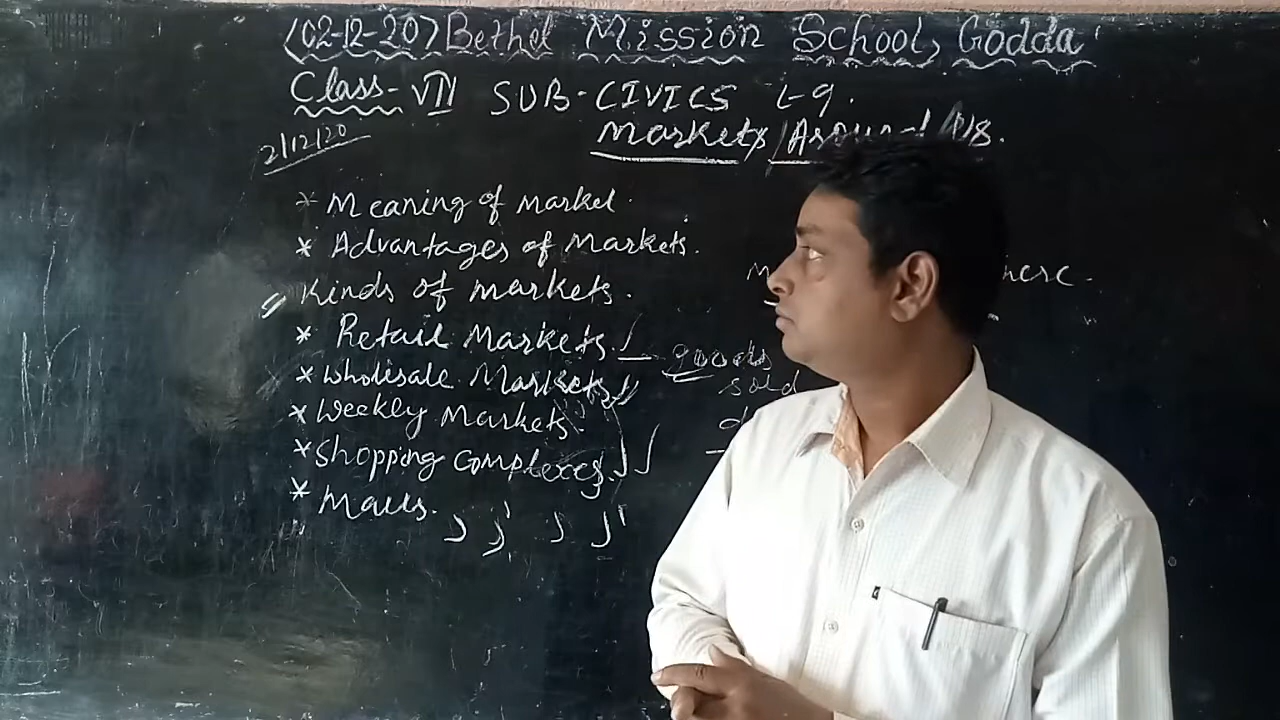 (02-12-20) Bethel Mission School, Godda
Class-VII SUB-CIVICS L-9.
Markets Around Us.
2/12/20
* Meaning of Market.
* Advantages of Markets.
Kinds of Markets.
* Retail Markets. goods
* Wholesale Markets sold
* Weekly Markets.
* Shopping Complexes.
* Malls.